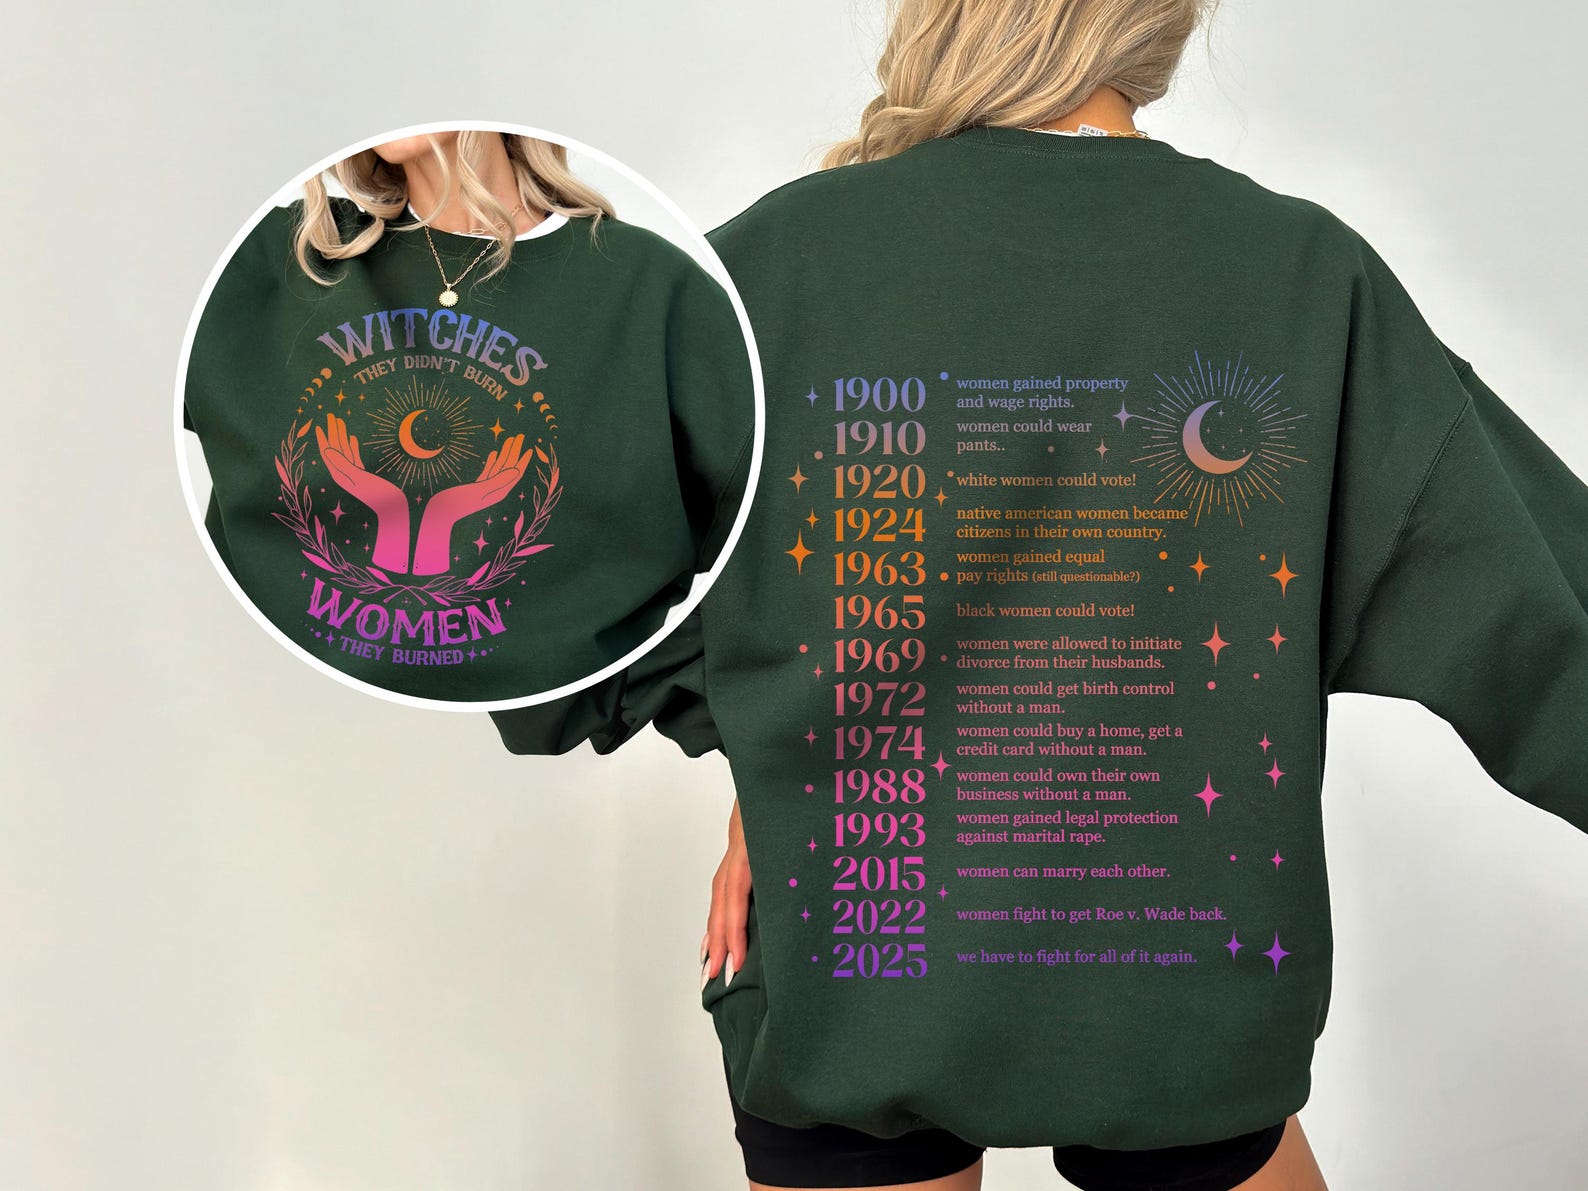 WITCHES
THEY DIDN'T BURN
WOMEN
THEY BURNED
1900
women gained property
and wage rights.
1910
women could wear
pants..
1920
white women could vote!
1924
native american women became
citizens in their own country.
1963
women gained equal
pay rights (still questionable?)
1965
black women could vote!
1969
women were allowed to initiate
divorce from their husbands.
1972
women could get birth control
without a man.
1974
women could buy a home, get a
credit card without a man.
1988
women could own their own
business without a man.
1993
women gained legal protection
against marital rape.
2015
women can marry each other.
2022
women fight to get Roe v. Wade back.
2025
we have to fight for all of it again.